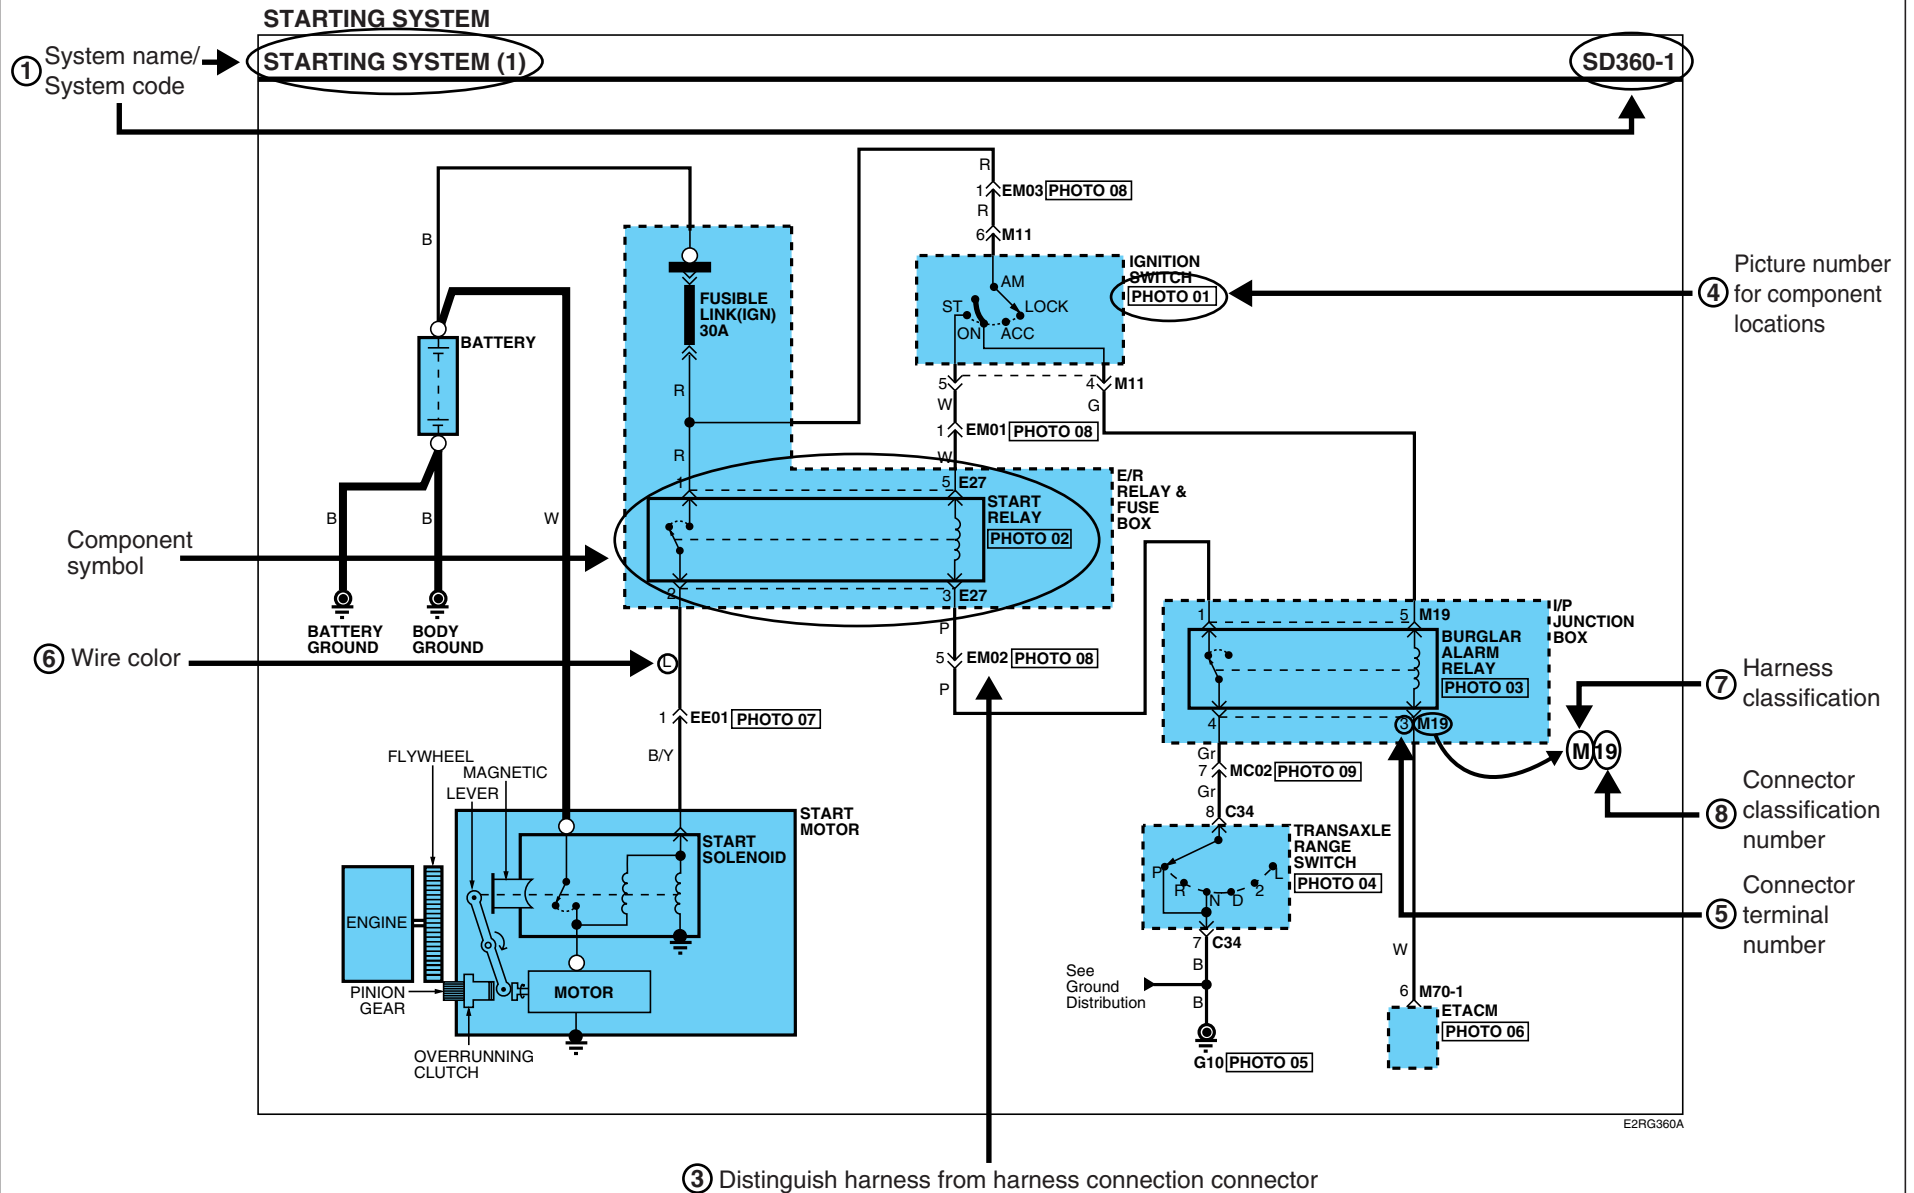 STARTING SYSTEM
STARTING SYSTEM (1)
SD360-1
1 System name/
System code
R
1 EM03 PHOTO 08
R
6 M11
B
IGNITION
SWITCH
PHOTO 01
AM
ST
LOCK
ON
ACC
4 Picture number
for component
locations
FUSIBLE
LINK(IGN)
30A
BATTERY
R
5
4 M11
W
G
1 EM01 PHOTO 08
R
W
1
5 E27
START
RELAY
PHOTO 02
E/R
RELAY &
FUSE
BOX
B
B
W
Component
symbol
2
3 E27
BATTERY
GROUND
BODY
GROUND
P
1
5 M19
I/P
JUNCTION
BOX
BURGLAR
ALARM
RELAY
PHOTO 03
6 Wire color
L
5 EM02 PHOTO 08
P
7 Harness
classification
1 EE01 PHOTO 07
4
3 M19
M 19
B/Y
Gr
7 MC02 PHOTO 09
Gr
8 C34
8 Connector
classification
number
FLYWHEEL
MAGNETIC
LEVER
START
MOTOR
START
SOLENOID
TRANSAXLE
RANGE
SWITCH
PHOTO 04
P
R
N
D
2
L
5 Connector
terminal
number
ENGINE
7 C34
B
W
See
Ground
Distribution
B
PINION
GEAR
MOTOR
6 M70-1
ETACM
PHOTO 06
OVERRUNNING
CLUTCH
G10 PHOTO 05
E2RG360A
3 Distinguish harness from harness connection connector